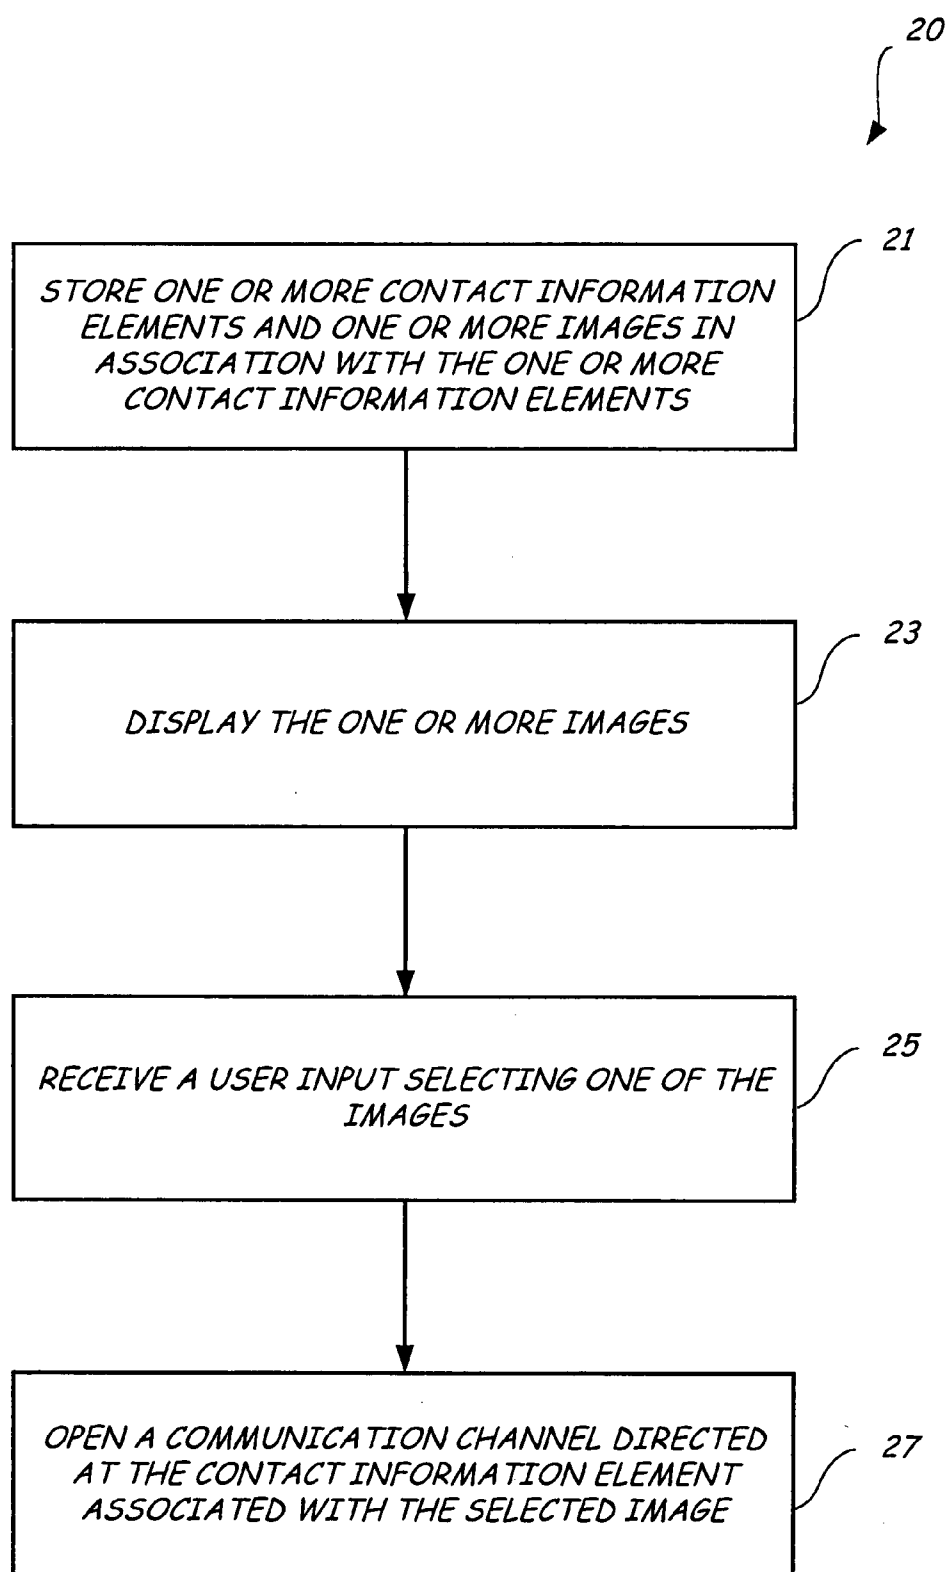 20
21
STORE ONE OR MORE CONTACT INFORMATION
ELEMENTS AND ONE OR MORE IMAGES IN
ASSOCIATION WITH THE ONE OR MORE
CONTACT INFORMATION ELEMENTS
23
DISPLAY THE ONE OR MORE IMAGES
25
RECEIVE A USER INPUT SELECTING ONE OF THE
IMAGES
27
OPEN A COMMUNICATION CHANNEL DIRECTED
AT THE CONTACT INFORMATION ELEMENT
ASSOCIATED WITH THE SELECTED IMAGE